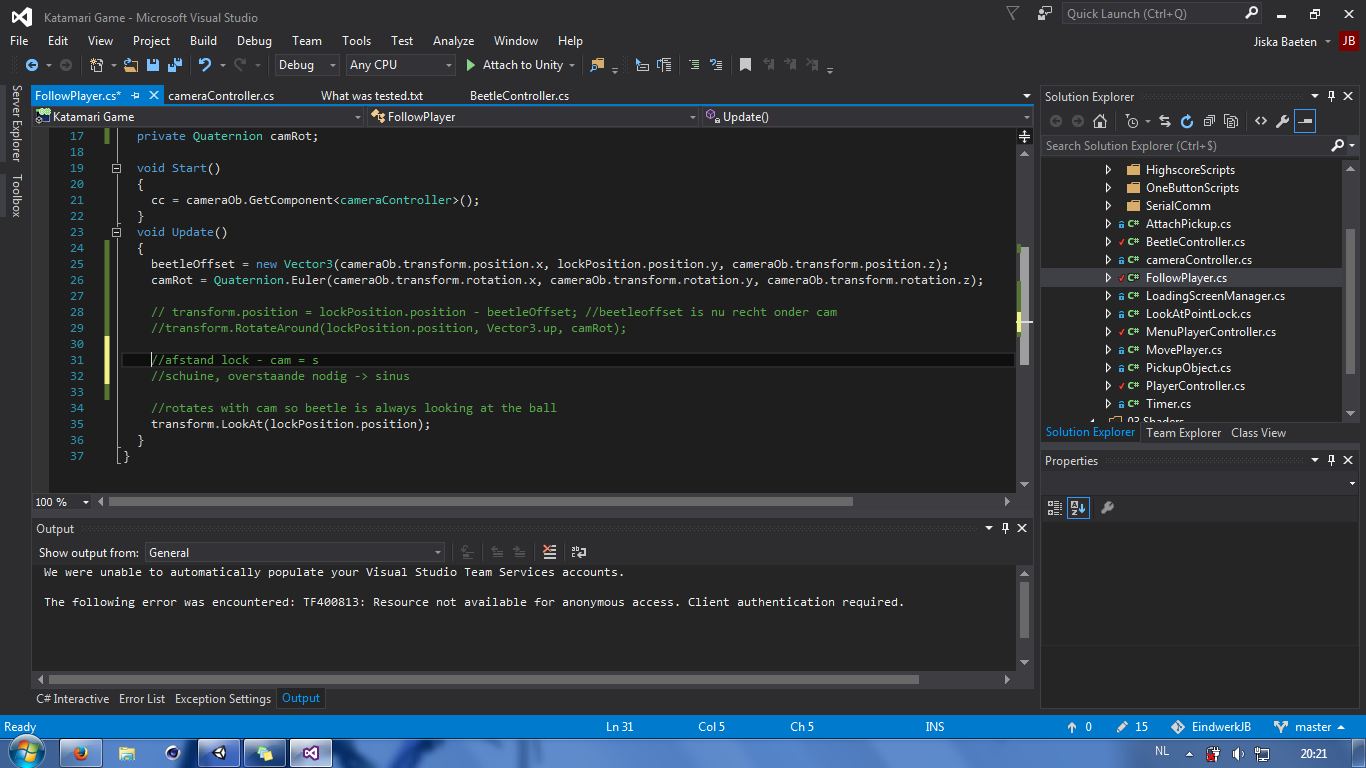 Katamari Game - Microsoft Visual Studio
Quick Launch (Ctrl+Q)
File Edit View Project Build Debug Team Tools Test Analyze Window Help
Jiska Baeten JB
Debug Any CPU Attach to Unity
Server Explorer
Toolbox
FollowPlayer.cs* cameraController.cs What was tested.txt BeetleController.cs
Katamari Game FollowPlayer Update()
17 private Quaternion camRot;
18
19 void Start()
20 {
21 cc = cameraOb.GetComponent<cameraController>();
22 }
23 void Update()
24 {
25 beetleOffset = new Vector3(cameraOb.transform.position.x, lockPosition.position.y, cameraOb.transform.position.z);
26 camRot = Quaternion.Euler(cameraOb.transform.rotation.x, cameraOb.transform.rotation.y, cameraOb.transform.rotation.z);
27
28 // transform.position = lockPosition.position - beetleOffset; //beetleoffset is nu recht onder cam
29 //transform.RotateAround(lockPosition.position, Vector3.up, camRot);
30
31 //afstand lock - cam = s
32 //schuine, overstaande nodig -> sinus
33
34 //rotates with cam so beetle is always looking at the ball
35 transform.LookAt(lockPosition.position);
36 }
37 }
100 %
Output
Show output from: General
We were unable to automatically populate your Visual Studio Team Services accounts.
The following error was encountered: TF400813: Resource not available for anonymous access. Client authentication required.
C# Interactive Error List Exception Settings Output
Solution Explorer
Search Solution Explorer (Ctrl+$)
HighscoreScripts
OneButtonScripts
SerialComm
C# AttachPickup.cs
C# BeetleController.cs
C# cameraController.cs
C# FollowPlayer.cs
C# LoadingScreenManager.cs
C# LookAtPointLock.cs
C# MenuPlayerController.cs
C# MovePlayer.cs
C# PickupObject.cs
C# PlayerController.cs
C# Timer.cs
03 Shaders
Solution Explorer Team Explorer Class View
Properties
Ready Ln 31 Col 5 Ch 5 INS 0 15 EindwerkJB master
NL 20:21